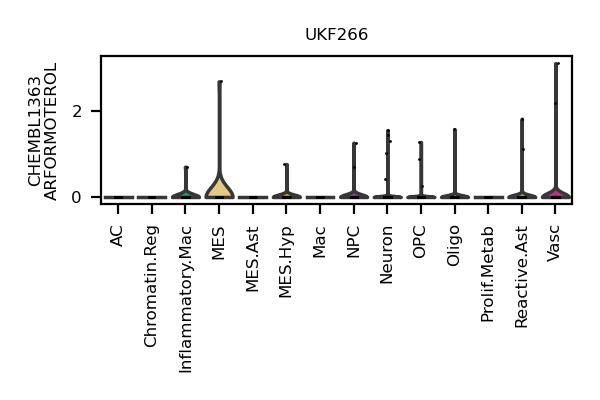 UKF266
CHEMBL1363
ARFORMOTEROL
2
0
AC
Chromatin.Reg
Inflammatory.Mac
MES
MES.Ast
MES.Hyp
Mac
NPC
Neuron
OPC
Oligo
Prolif.Metab
Reactive.Ast
Vasc